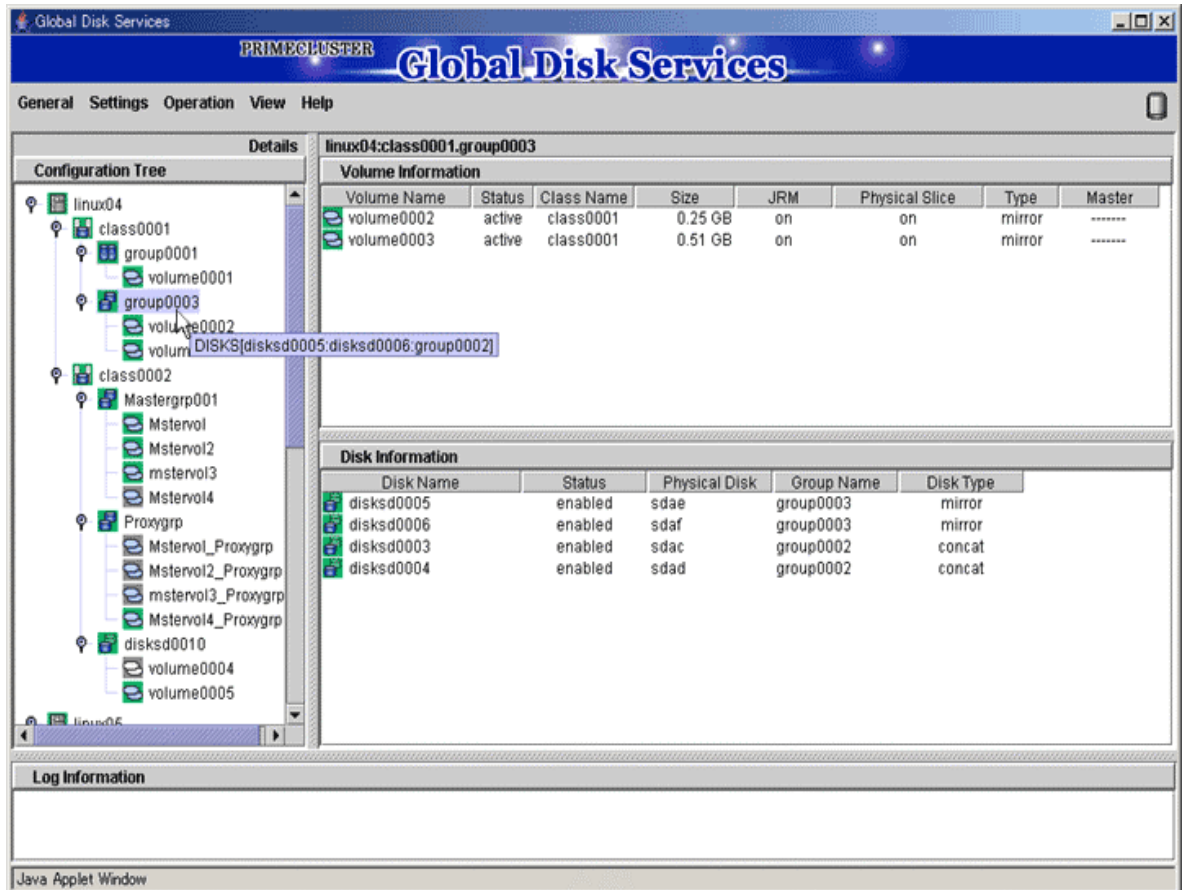 Global Disk Services
PRIMECLUSTER Global Disk Services
General Settings Operation View Help
Details
Configuration Tree
linux04
class0001
group0001
volume0001
group0003
volume0002
class0002
Mastergrp001
Mstervol
Mstervol2
mstervol3
Mstervol4
Proxygrp
Mstervol_Proxygrp
Mstervol2_Proxygrp
mstervol3_Proxygrp
Mstervol4_Proxygrp
disksd0010
volume0004
volume0005
DISKS[disksd0005:disksd0006:group0002]
linux04:class0001.group0003
Volume Information
Volume Name Status Class Name Size JRM Physical Slice Type Master
volume0002 active class0001 0.25 GB on on mirror -------
volume0003 active class0001 0.51 GB on on mirror -------
Disk Information
Disk Name Status Physical Disk Group Name Disk Type
disksd0005 enabled sdae group0003 mirror
disksd0006 enabled sdaf group0003 mirror
disksd0003 enabled sdac group0002 concat
disksd0004 enabled sdad group0002 concat
Log Information
Java Applet Window